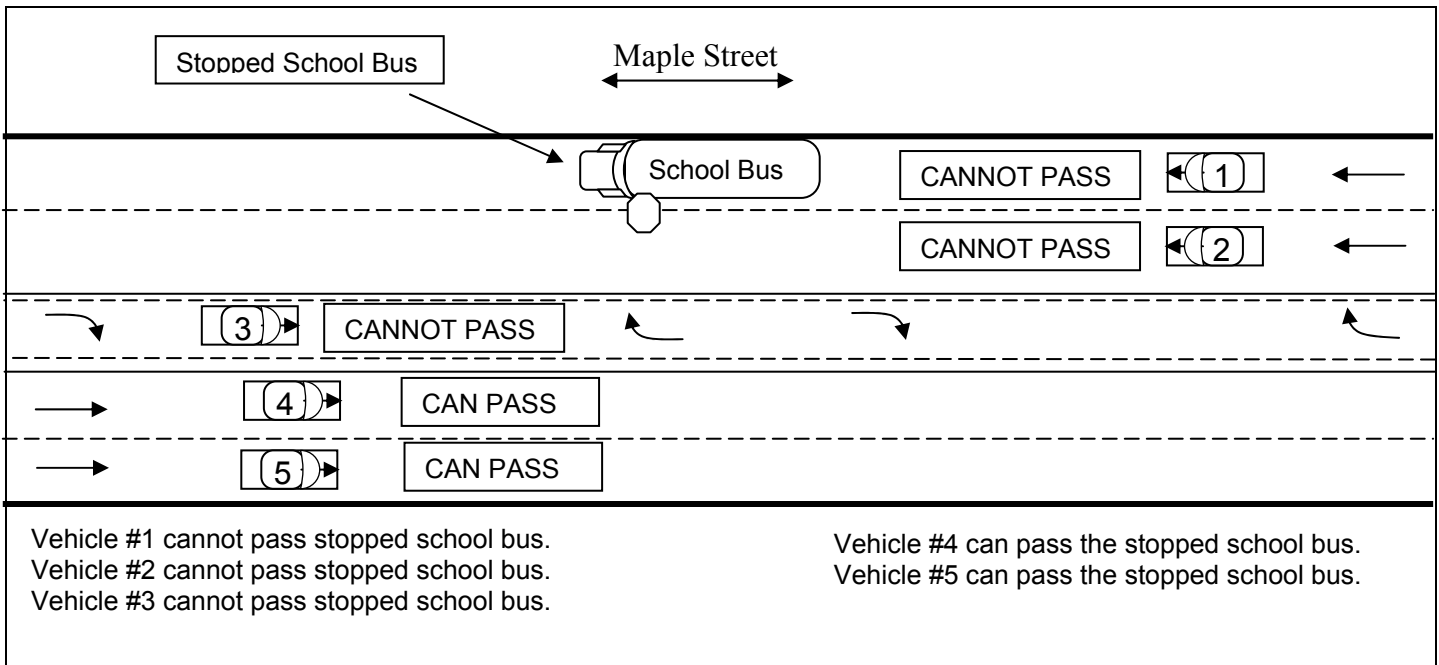 Stopped School Bus
Maple Street
School Bus
CANNOT PASS
1
CANNOT PASS
2
3
CANNOT PASS
4
CAN PASS
5
CAN PASS
Vehicle #1 cannot pass stopped school bus.
Vehicle #2 cannot pass stopped school bus.
Vehicle #3 cannot pass stopped school bus.
Vehicle #4 can pass the stopped school bus.
Vehicle #5 can pass the stopped school bus.